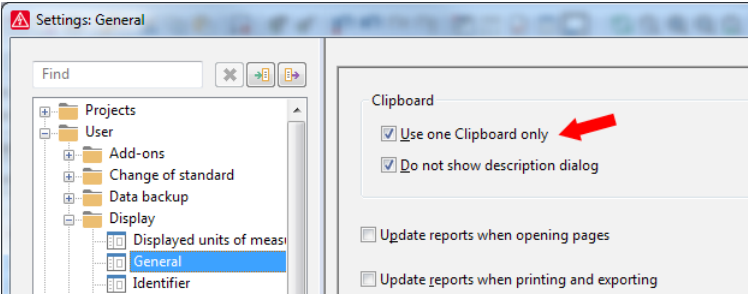 Settings: General
Find
Projects
User
Add-ons
Change of standard
Data backup
Display
Displayed units of measu
General
Identifier
Clipboard
Use one Clipboard only
Do not show description dialog
Update reports when opening pages
Update reports when printing and exporting